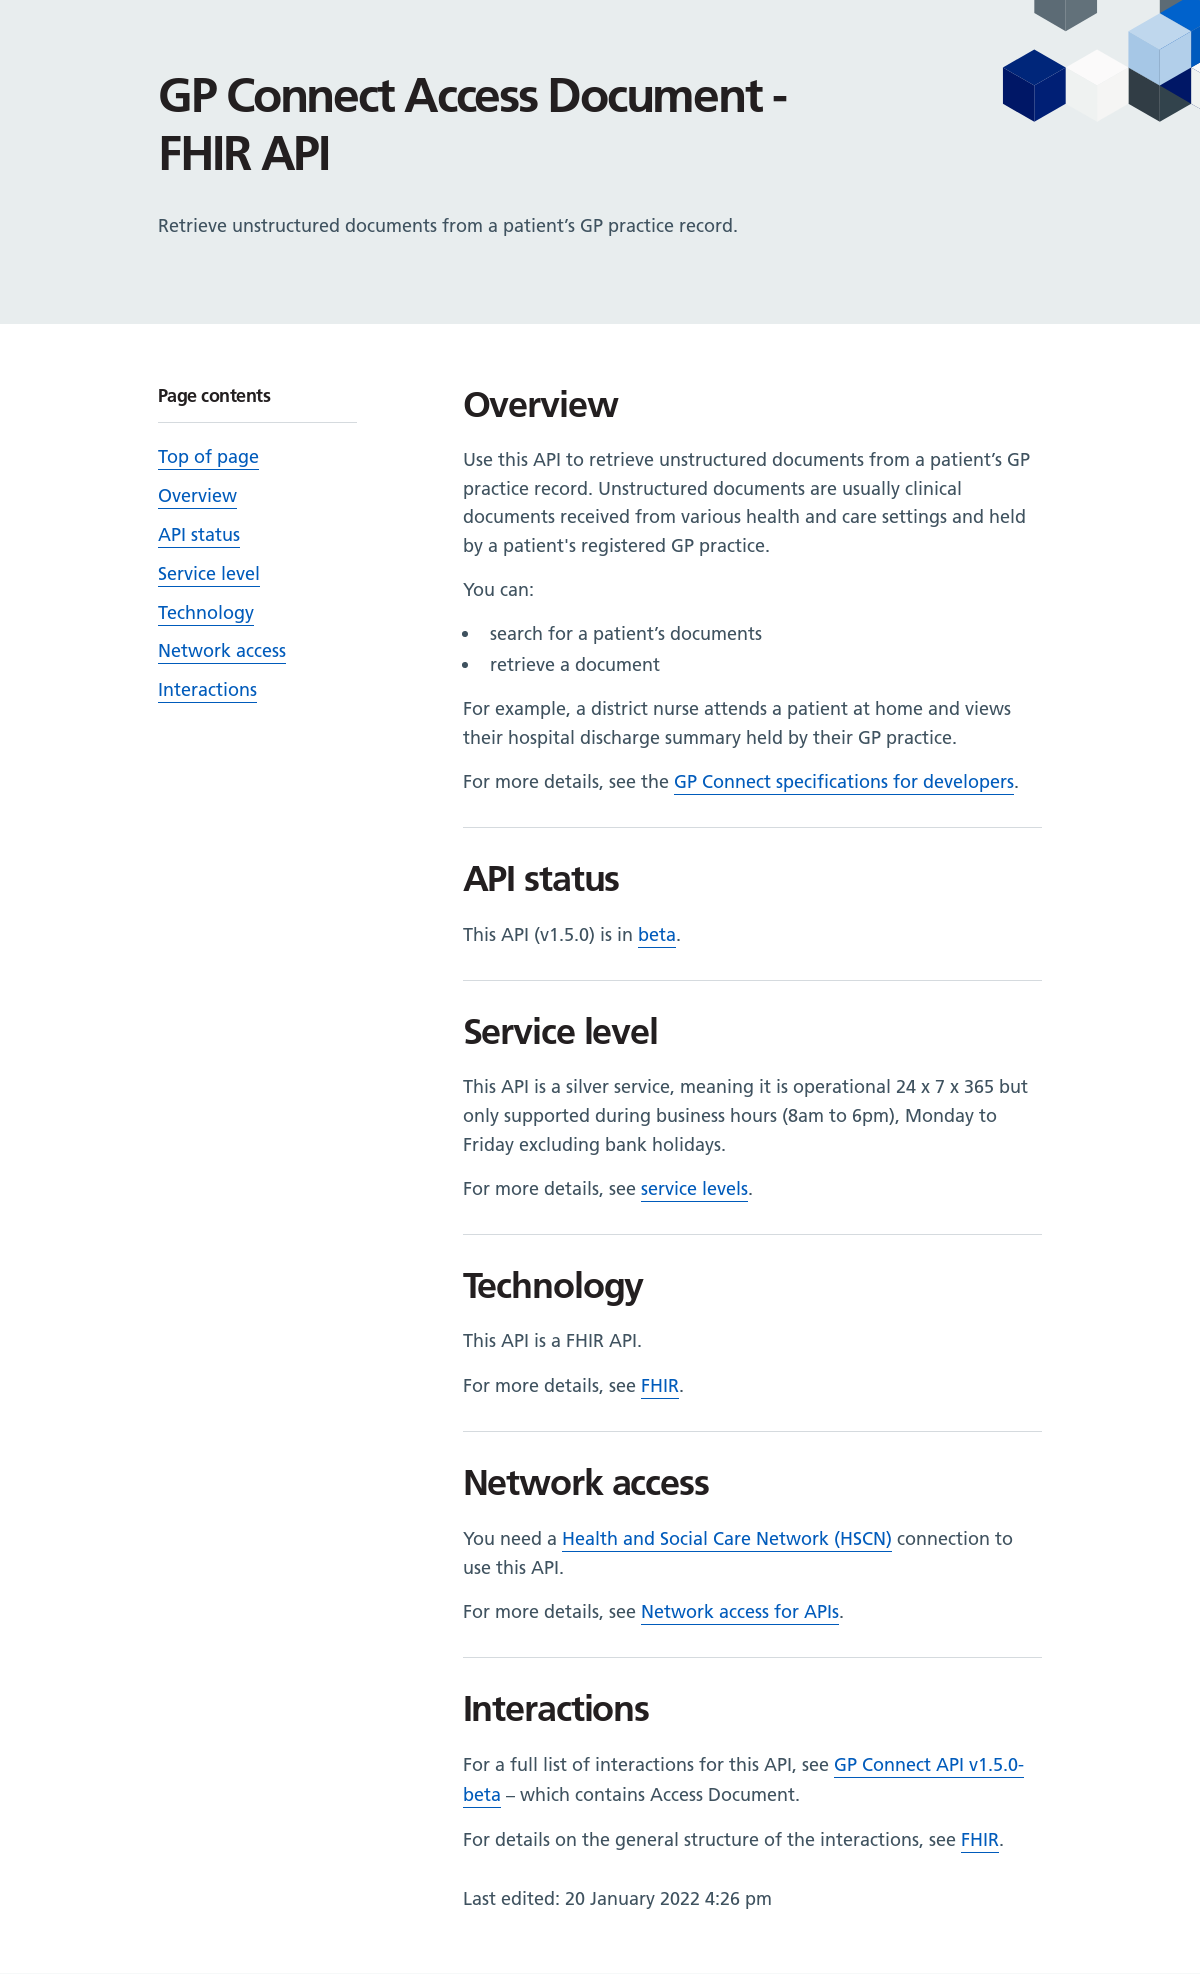 GP Connect Access Document -
FHIR API
Retrieve unstructured documents from a patient’s GP practice record.
Page contents
Top of page
Overview
API status
Service level
Technology
Network access
Interactions
Overview
Use this API to retrieve unstructured documents from a patient’s GP
practice record. Unstructured documents are usually clinical
documents received from various health and care settings and held
by a patient's registered GP practice.
You can:
• search for a patient’s documents
• retrieve a document
For example, a district nurse attends a patient at home and views
their hospital discharge summary held by their GP practice.
For more details, see the GP Connect specifications for developers.
API status
This API (v1.5.0) is in beta.
Service level
This API is a silver service, meaning it is operational 24 x 7 x 365 but
only supported during business hours (8am to 6pm), Monday to
Friday excluding bank holidays.
For more details, see service levels.
Technology
This API is a FHIR API.
For more details, see FHIR.
Network access
You need a Health and Social Care Network (HSCN) connection to
use this API.
For more details, see Network access for APIs.
Interactions
For a full list of interactions for this API, see GP Connect API v1.5.0-
beta – which contains Access Document.
For details on the general structure of the interactions, see FHIR.
Last edited: 20 January 2022 4:26 pm